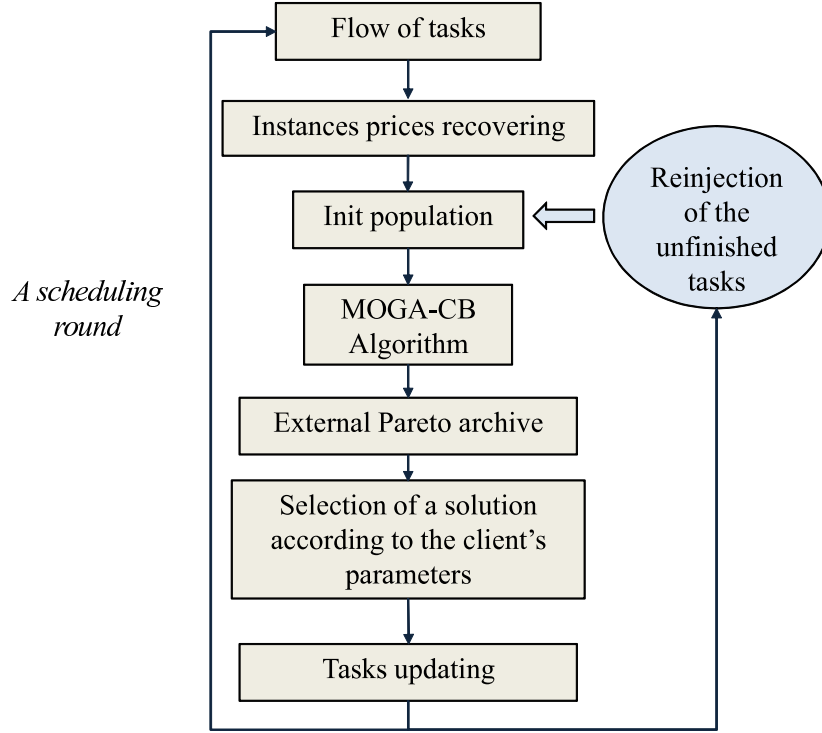 Flow of tasks
Instances prices recovering
Init population
Reinjection
of the
unfinished
tasks
A scheduling
round
MOGA-CB
Algorithm
External Pareto archive
Selection of a solution
according to the client’s
parameters
Tasks updating